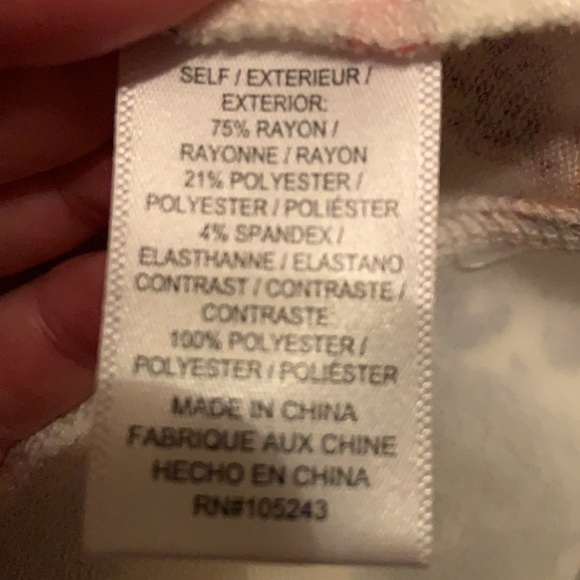 SELF / EXTERIEUR /
EXTERIOR:
75% RAYON /
RAYONNE / RAYON
21% POLYESTER /
POLYESTER / POLIÉSTER
4% SPANDEX /
ELASTHANNE / ELASTANO
CONTRAST / CONTRASTE /
CONTRASTE:
100% POLYESTER /
POLYESTER / POLIÉSTER
MADE IN CHINA
FABRIQUE AUX CHINE
HECHO EN CHINA
RN#105243